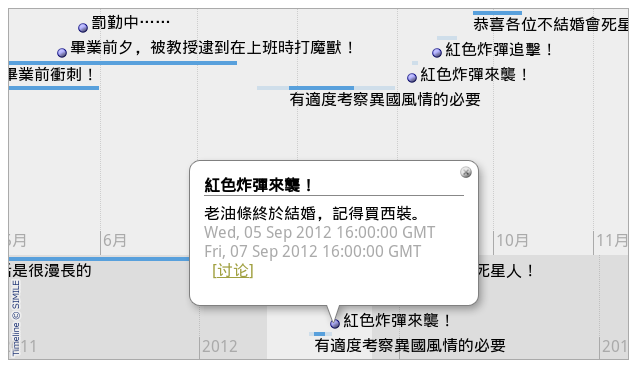 罰勤中……
恭喜各位不結婚會死星
畢業前夕，被教授逮到在上班時打魔獸！
紅色炸彈追擊！
畢業前衝刺！
紅色炸彈來襲！
有適度考察異國風情的必要
紅色炸彈來襲！
老油條終於結婚，記得買西裝。
Wed, 05 Sep 2012 16:00:00 GMT
Fri, 07 Sep 2012 16:00:00 GMT
[讨论]
5月
6月
10月
11月
是很漫長的
死星人！
紅色炸彈來襲！
有適度考察異國風情的必要
2012
Timeline © SIMILE